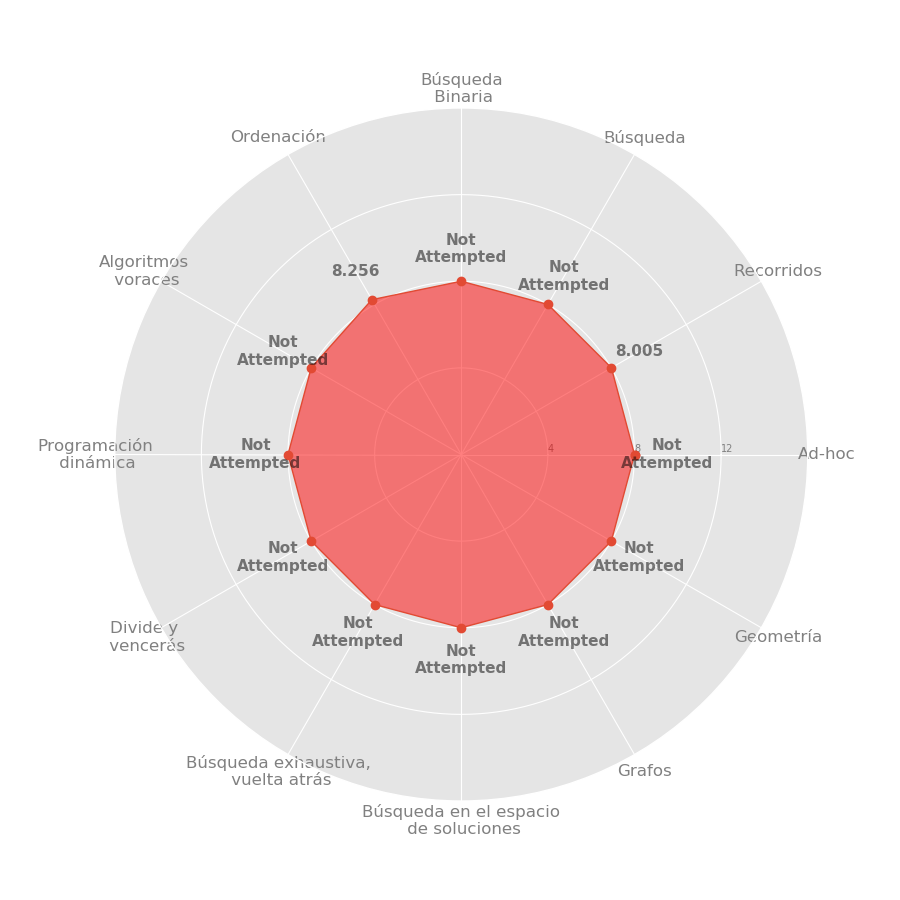 Búsqueda
Binaria
Ordenación
Búsqueda
Not
Attempted
Algoritmos
voraces
8.256
Not
Attempted
Recorridos
Not
Attempted
8.005
Programación
dinámica
Not
Attempted
4
8
12
Not
Attempted
Ad-hoc
Not
Attempted
Not
Attempted
Divide y
vencerás
Not
Attempted
Not
Attempted
Not
Attempted
Geometría
Búsqueda exhaustiva,
vuelta atrás
Grafos
Búsqueda en el espacio
de soluciones